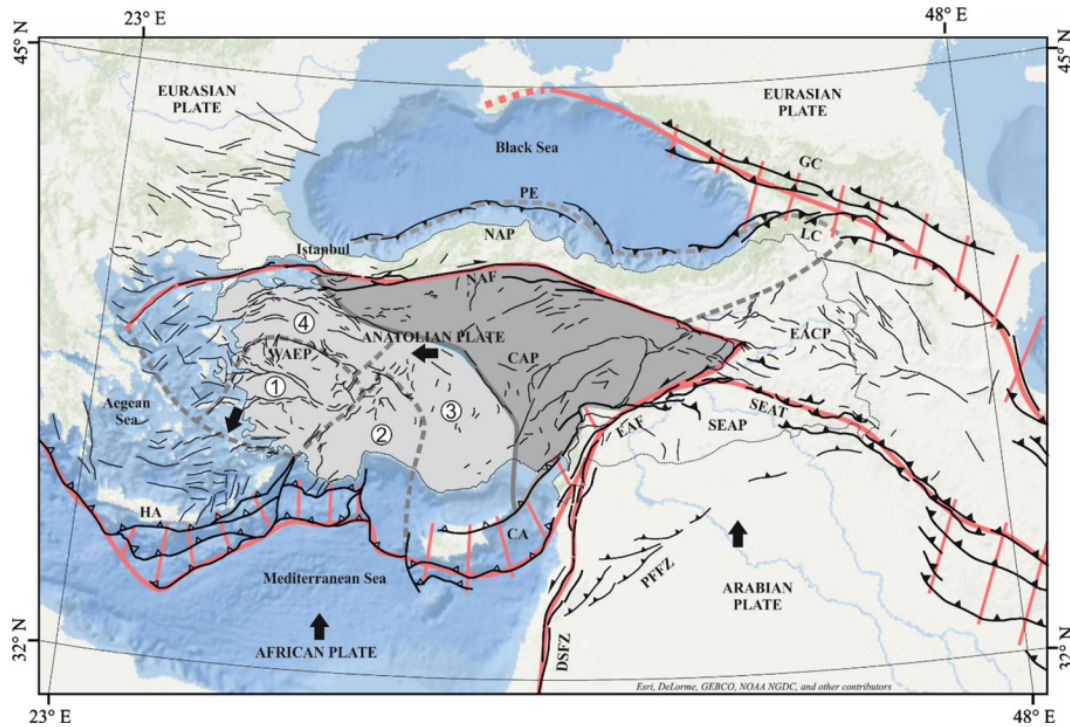 23° E
48° E
45° N
45° N
EURASIAN
PLATE
EURASIAN
PLATE
Black Sea
GC
PE
LC
NAP
Istanbul
NAF
④
ANATOLIAN PLATE
EACP
WAEP
CAP
①
③
Aegean
Sea
SEAT
EAF
SEAP
②
HA
CA
PFFZ
Mediterranean Sea
ARABIAN
PLATE
32° N
32° N
AFRICAN PLATE
DSFZ
Esri, DeLorme, GEBCO, NOAA NGDC, and other contributors
23° E
48° E